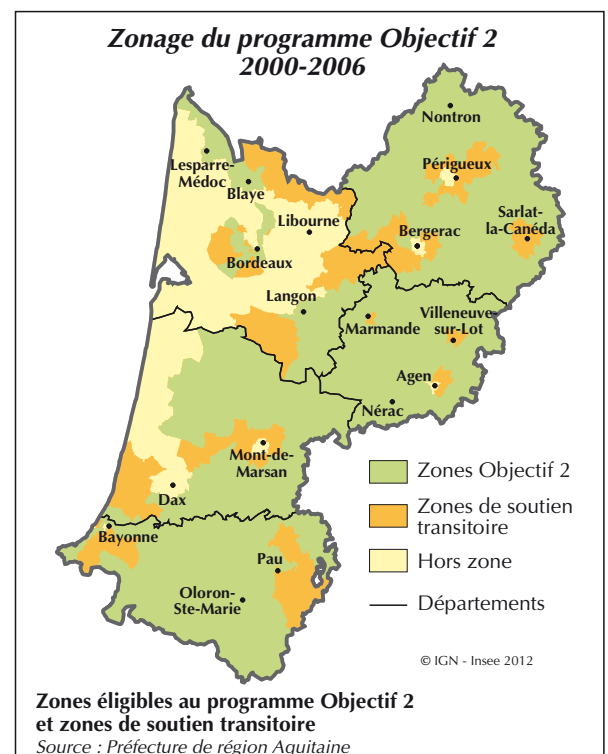 Zonage du programme Objectif 2
2000-2006
Nontron
Périgueux
Lesparre-
Médoc
Blaye
Libourne
Bergerac
Sarlat-
la-Canéda
Bordeaux
Langon
Marmande
Villeneuve-
sur-Lot
Agen
Nérac
Mont-de-
Marsan
Dax
Bayonne
Pau
Oloron-
Ste-Marie
Zones Objectif 2
Zones de soutien
transitoire
Hors zone
Départements
© IGN - Insee 2012
Zones éligibles au programme Objectif 2
et zones de soutien transitoire
Source : Préfecture de région Aquitaine